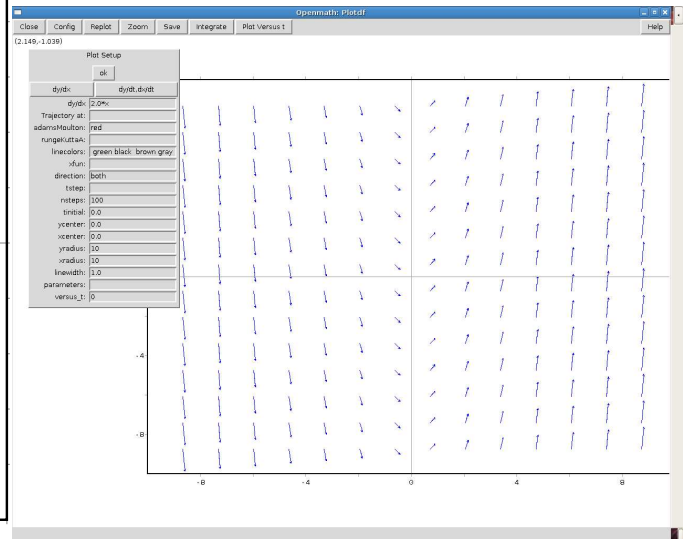 Openmath: Plotdf
Close Config Replot Zoom Save Integrate Plot Versus t Help
(2.149,-1.039)
Plot Setup
ok
dy/dx dy/dt,dx/dt
dy/dx 2.0*x
Trajectory at:
adamsMoulton: red
rungeKuttaA:
linecolors: green black brown gray
xfun:
direction: both
tstep:
nsteps: 100
tinitial: 0.0
ycenter: 0.0
xcenter: 0.0
yradius: 10
xradius: 10
linewidth: 1.0
parameters:
versus_t: 0
-4
-8
-8 -4 0 4 8